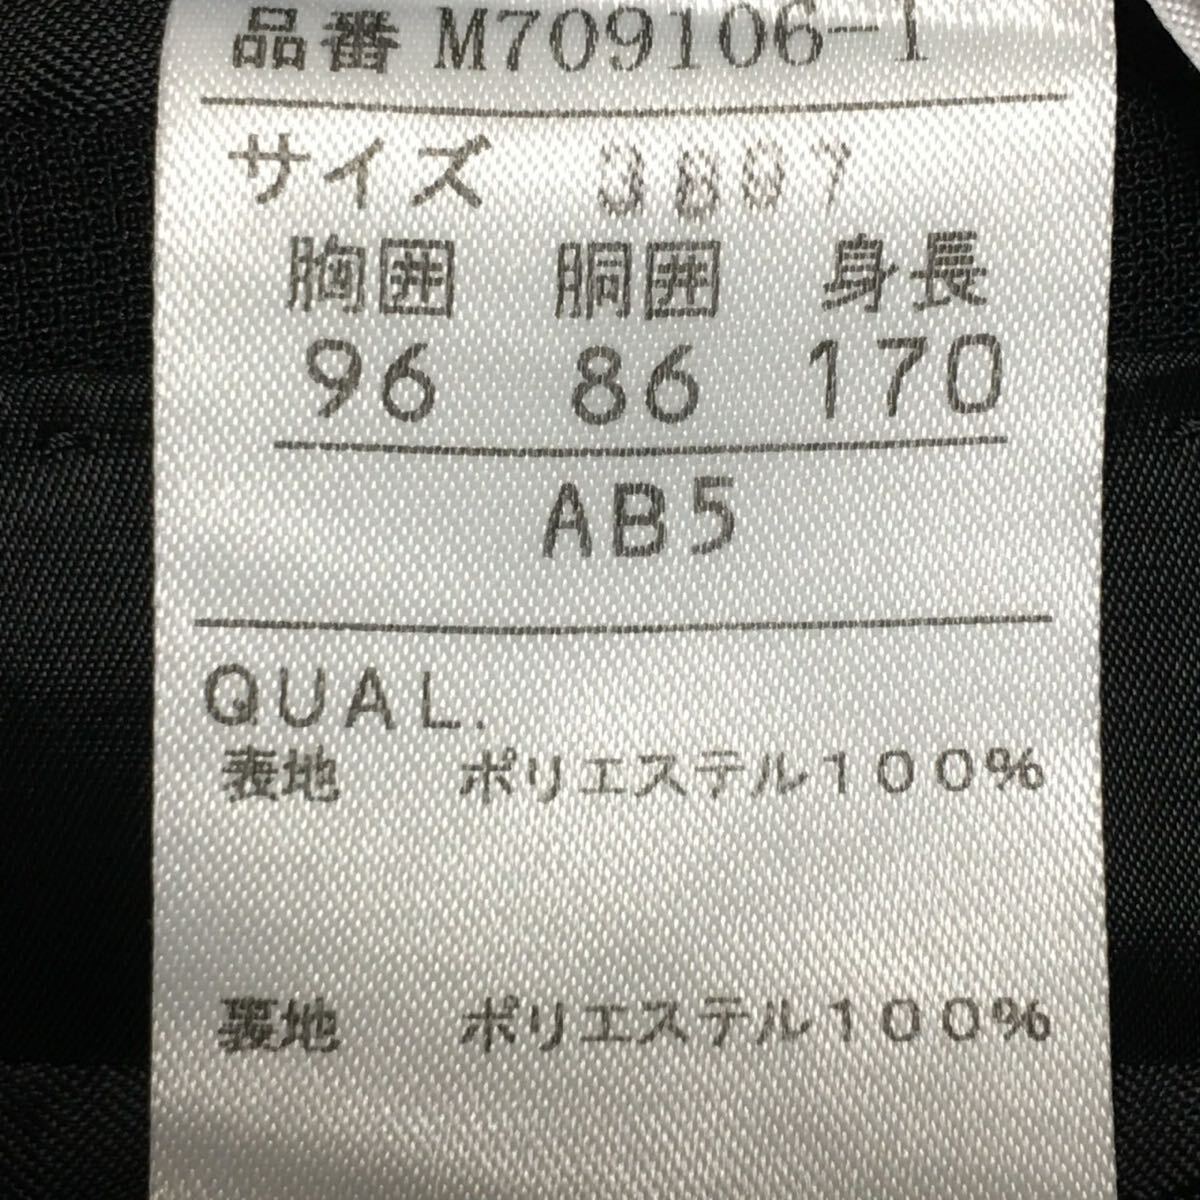 品番 M709106-1
サイズ
胸囲 胴囲 身長
96 86 170
AB5
QUAL.
表地 ポリエステル100%
裏地 ポリエステル100%